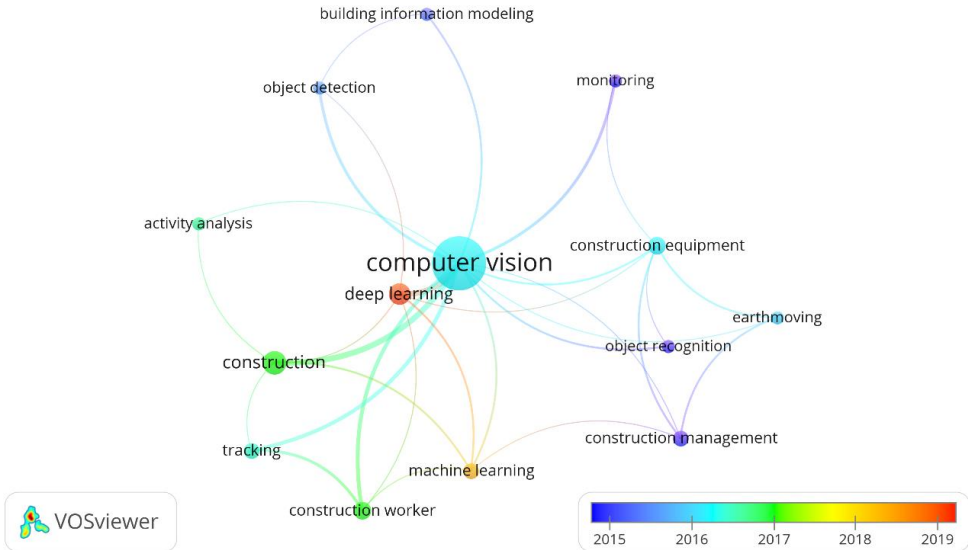 building information modeling
monitoring
object detection
activity analysis
construction equipment
computer vision
deep learning
earthmoving
object recognition
construction
construction management
tracking
machine learning
construction worker
VOSviewer
2015 2016 2017 2018 2019